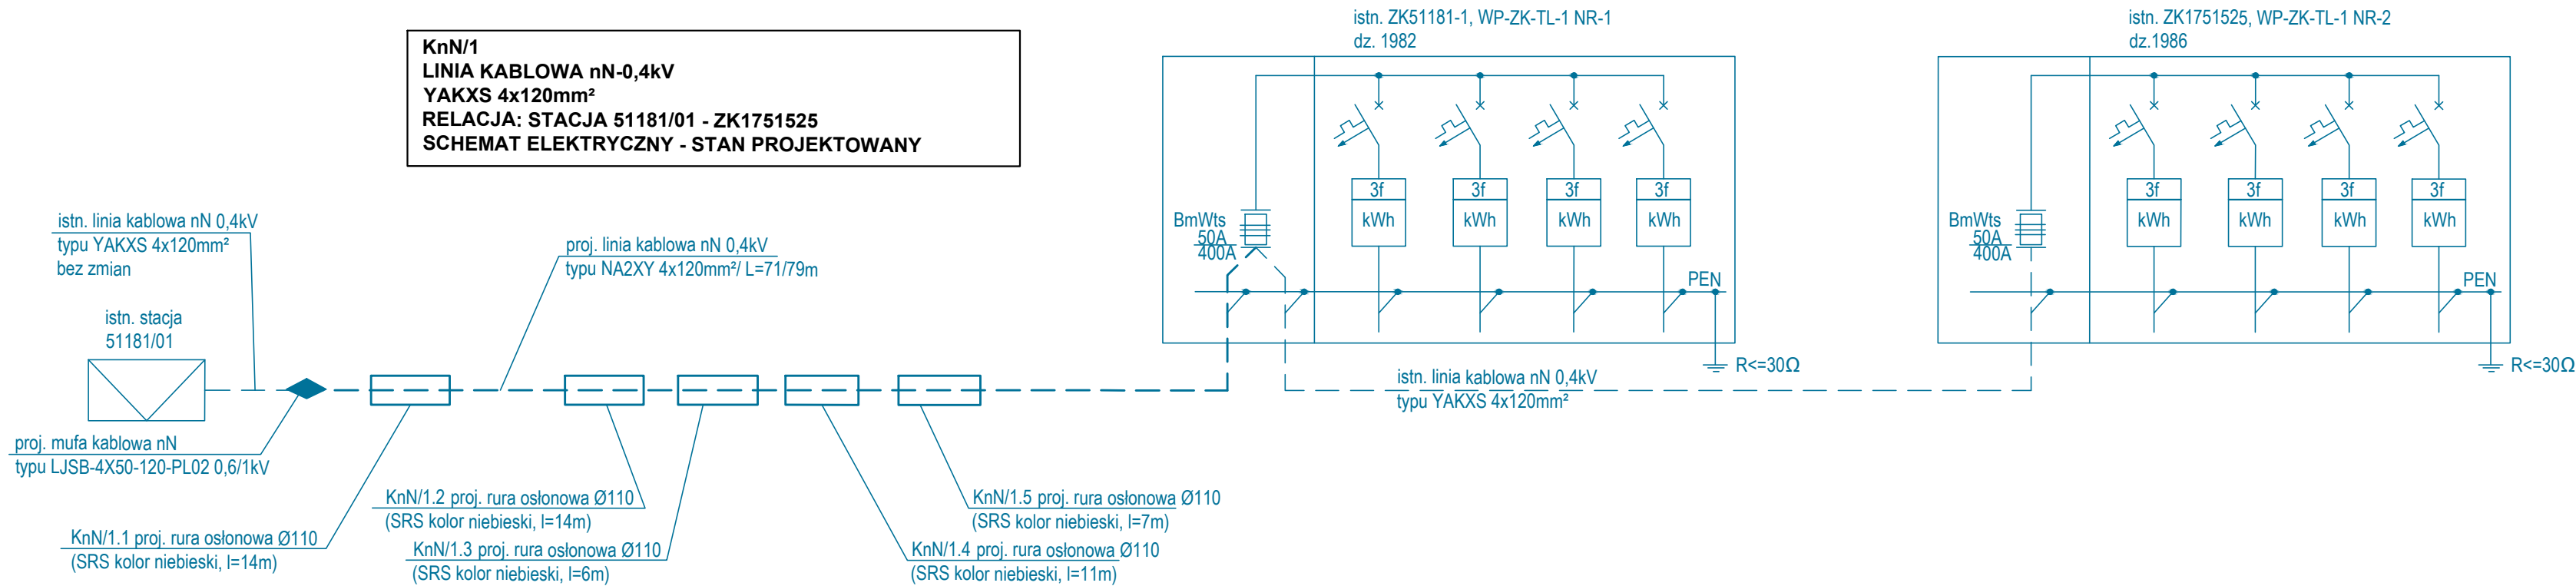 KnN/1
LINIA KABLOWA nN-0,4kV
YAKXS 4x120mm²
RELACJA: STACJA 51181/01 - ZK1751525
SCHEMAT ELEKTRYCZNY - STAN PROJEKTOWANY
istn. linia kablowa nN 0,4kV
typu YAKXS 4x120mm²
bez zmian
istn. stacja
51181/01
proj. mufa kablowa nN
typu LJSB-4X50-120-PL02 0,6/1kV
proj. linia kablowa nN 0,4kV
typu NA2XY 4x120mm²/ L=71/79m
KnN/1.1 proj. rura osłonowa Ø110
(SRS kolor niebieski, l=14m)
KnN/1.2 proj. rura osłonowa Ø110
(SRS kolor niebieski, l=14m)
KnN/1.3 proj. rura osłonowa Ø110
(SRS kolor niebieski, l=6m)
KnN/1.4 proj. rura osłonowa Ø110
(SRS kolor niebieski, l=11m)
KnN/1.5 proj. rura osłonowa Ø110
(SRS kolor niebieski, l=7m)
istn. ZK51181-1, WP-ZK-TL-1 NR-1
dz. 1982
BmWts
50A
400A
3f
kWh
3f
kWh
3f
kWh
3f
kWh
PEN
R<=30Ω
istn. linia kablowa nN 0,4kV
typu YAKXS 4x120mm²
istn. ZK1751525, WP-ZK-TL-1 NR-2
dz.1986
BmWts
50A
400A
3f
kWh
3f
kWh
3f
kWh
3f
kWh
PEN
R<=30Ω